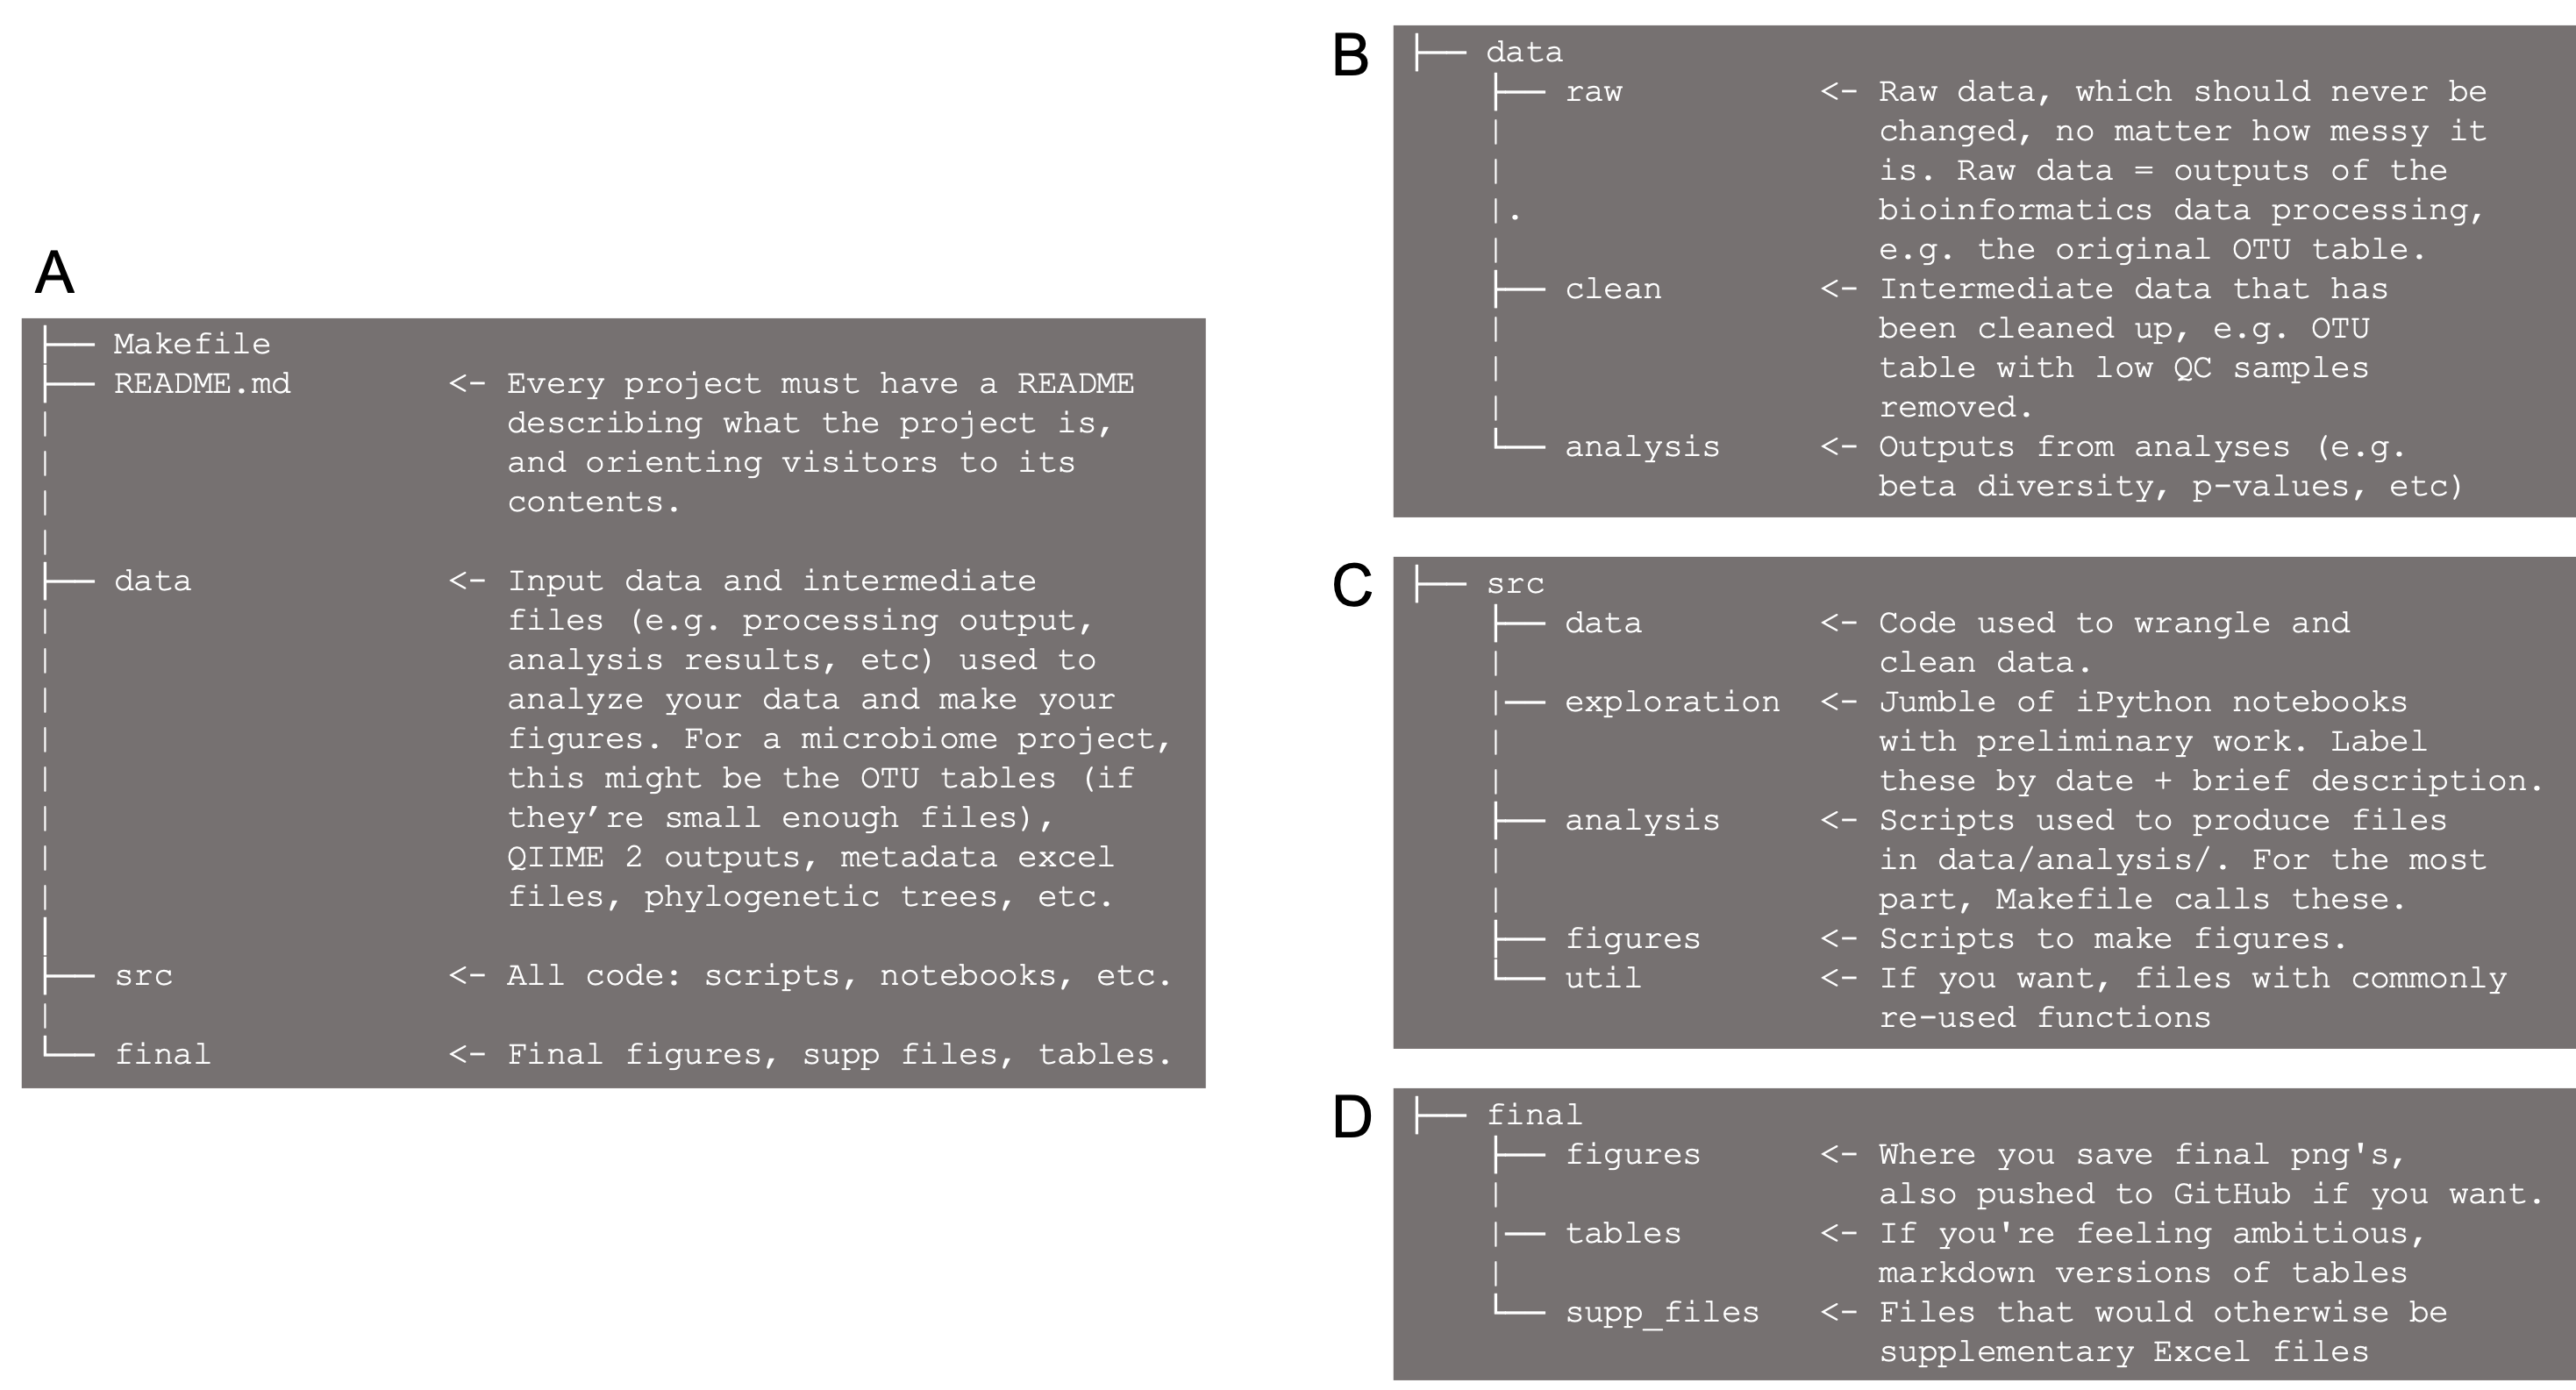 A
├── Makefile
├── README.md <- Every project must have a README
| describing what the project is,
| and orienting visitors to its
| contents.
|
├── data <- Input data and intermediate
| files (e.g. processing output,
| analysis results, etc) used to
| analyze your data and make your
| figures. For a microbiome project,
| this might be the OTU tables (if
| they’re small enough files),
| QIIME 2 outputs, metadata excel
| files, phylogenetic trees, etc.
│
├── src <- All code: scripts, notebooks, etc.
|
└── final <- Final figures, supp files, tables.
B
├── data
├── raw <- Raw data, which should never be
| changed, no matter how messy it
| is. Raw data = outputs of the
|. bioinformatics data processing,
| e.g. the original OTU table.
├── clean <- Intermediate data that has
| been cleaned up, e.g. OTU
| table with low QC samples
| removed.
└── analysis <- Outputs from analyses (e.g.
beta diversity, p-values, etc)
C
├── src
├── data <- Code used to wrangle and
| clean data.
|── exploration <- Jumble of iPython notebooks
| with preliminary work. Label
| these by date + brief description.
├── analysis <- Scripts used to produce files
| in data/analysis/. For the most
| part, Makefile calls these.
├── figures <- Scripts to make figures.
└── util <- If you want, files with commonly
re-used functions
D
├── final
├── figures <- Where you save final png's,
| also pushed to GitHub if you want.
|── tables <- If you're feeling ambitious,
| markdown versions of tables
└── supp_files <- Files that would otherwise be
supplementary Excel files